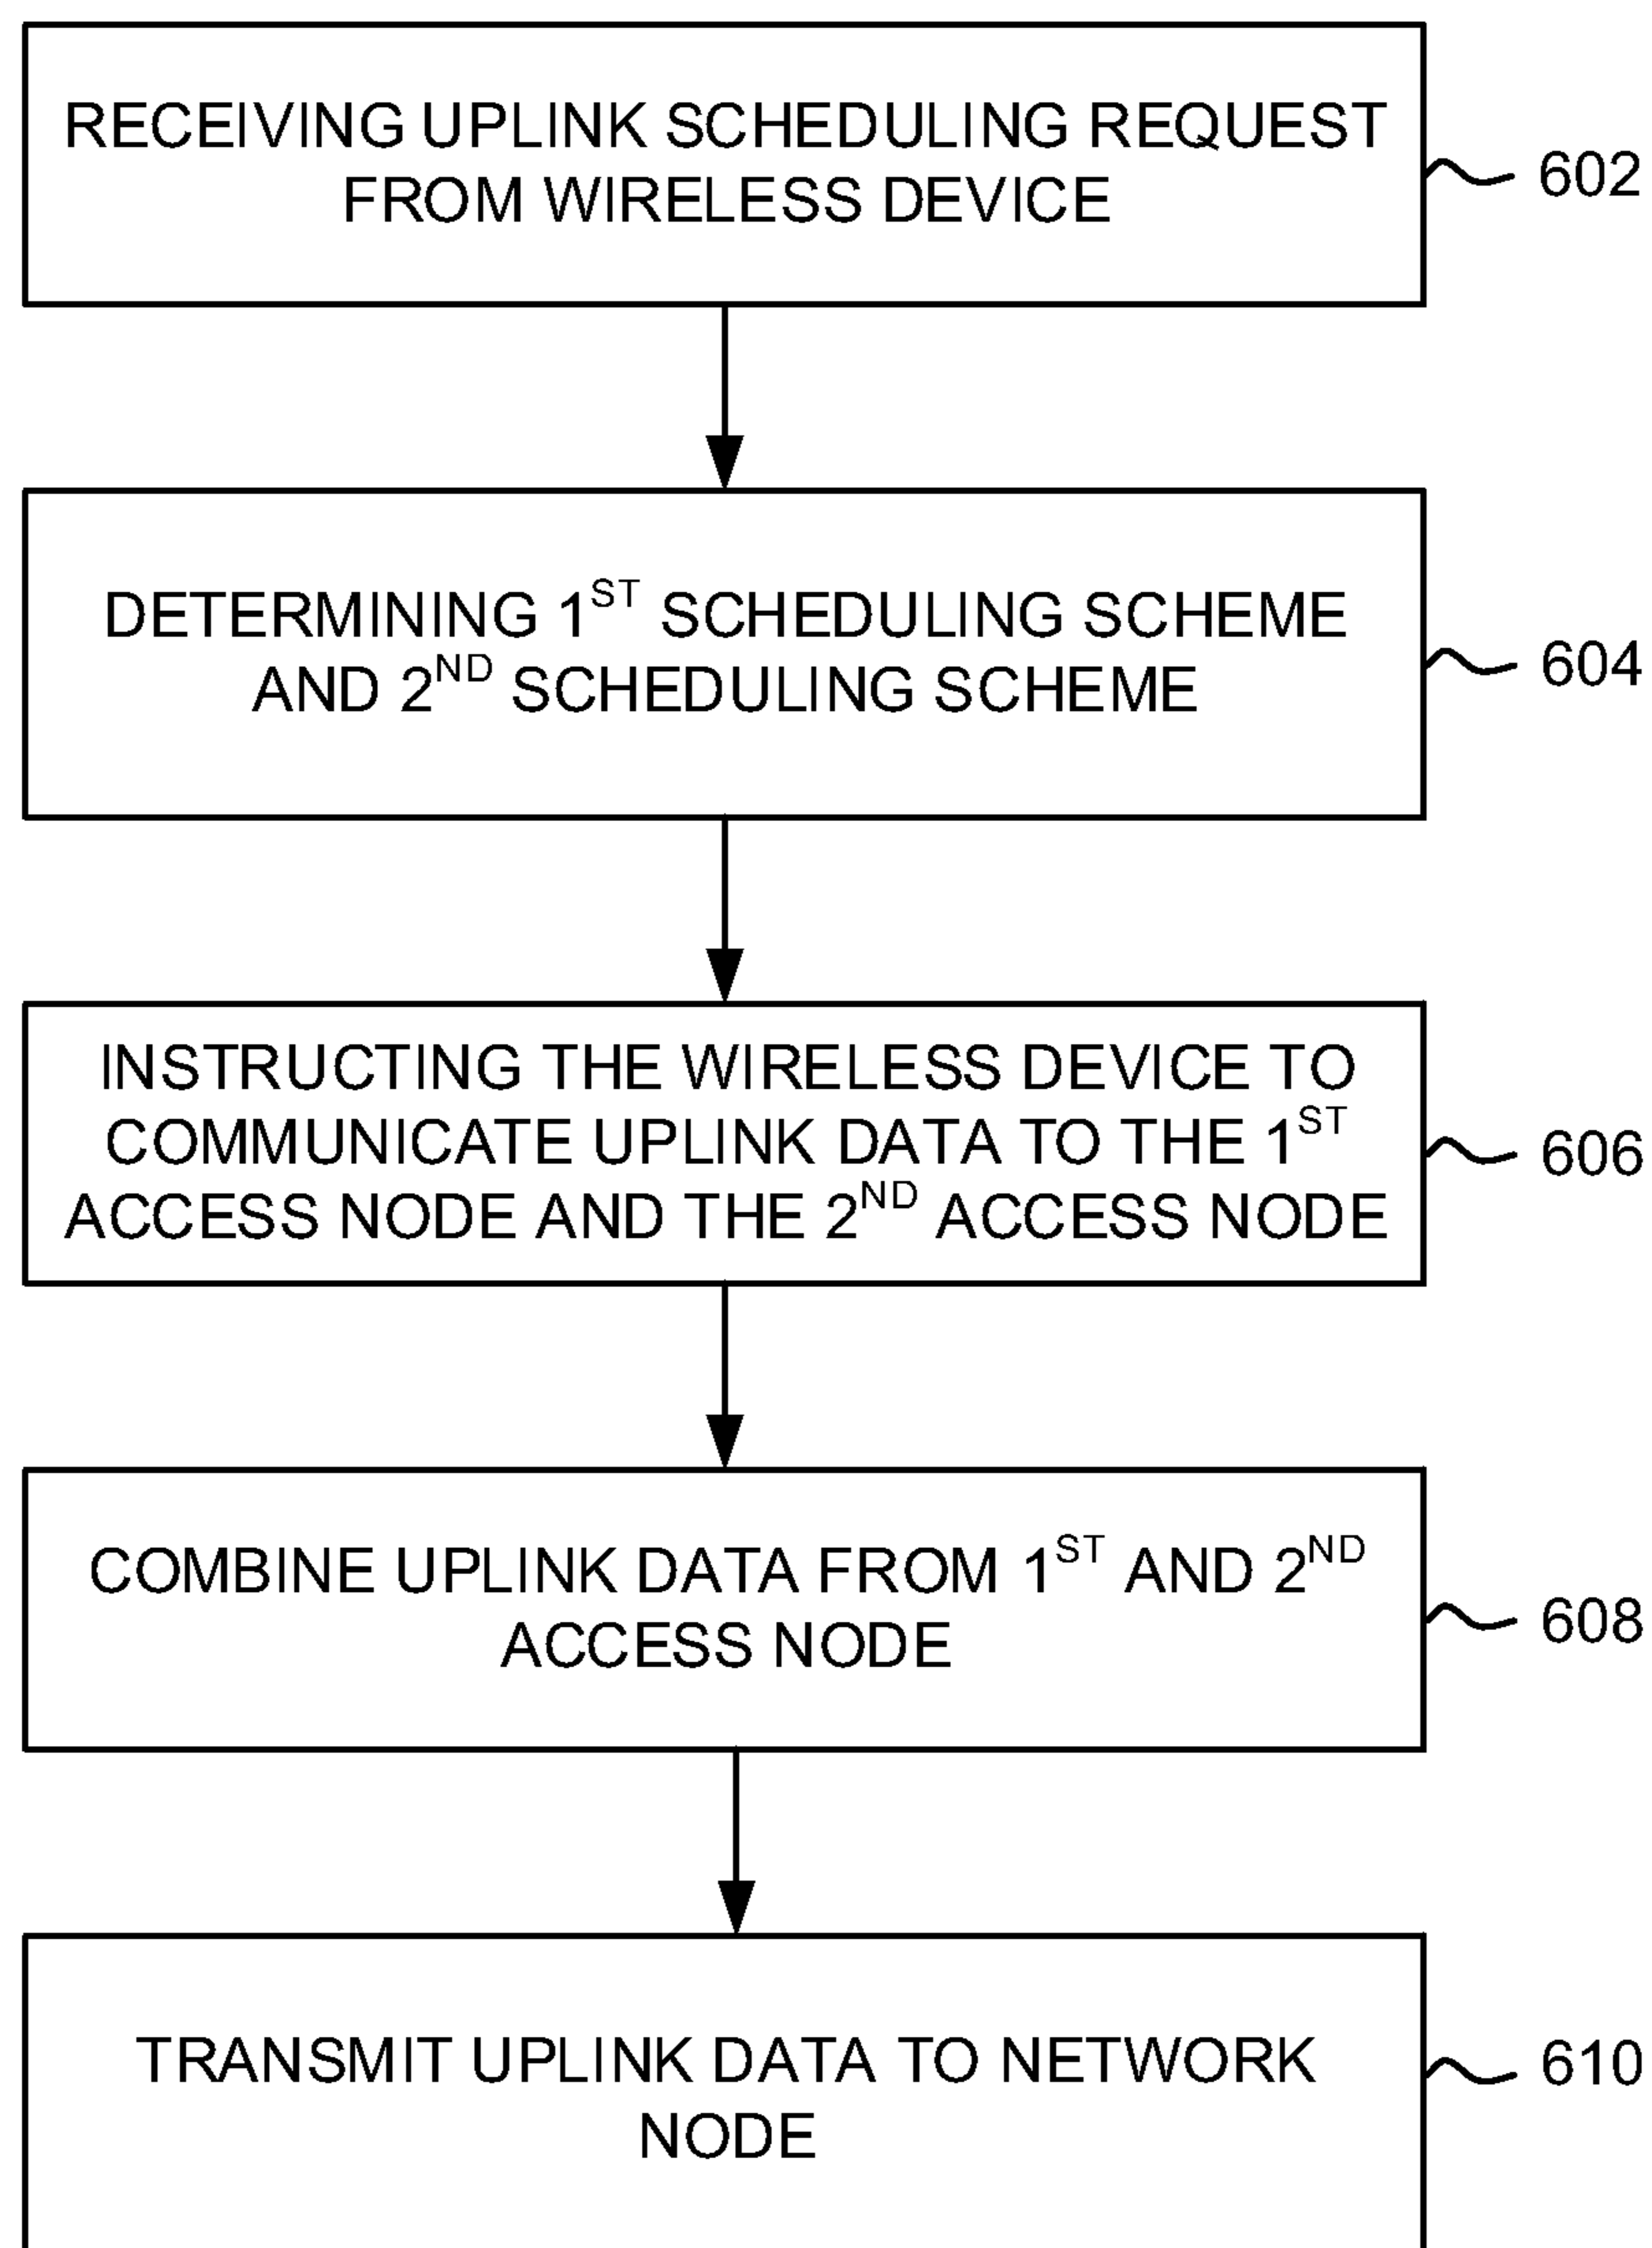 RECEIVING UPLINK SCHEDULING REQUEST
FROM WIRELESS DEVICE
602
DETERMINING 1ST SCHEDULING SCHEME
AND 2ND SCHEDULING SCHEME
604
INSTRUCTING THE WIRELESS DEVICE TO
COMMUNICATE UPLINK DATA TO THE 1ST
ACCESS NODE AND THE 2ND ACCESS NODE
606
COMBINE UPLINK DATA FROM 1ST AND 2ND
ACCESS NODE
608
TRANSMIT UPLINK DATA TO NETWORK
NODE
610